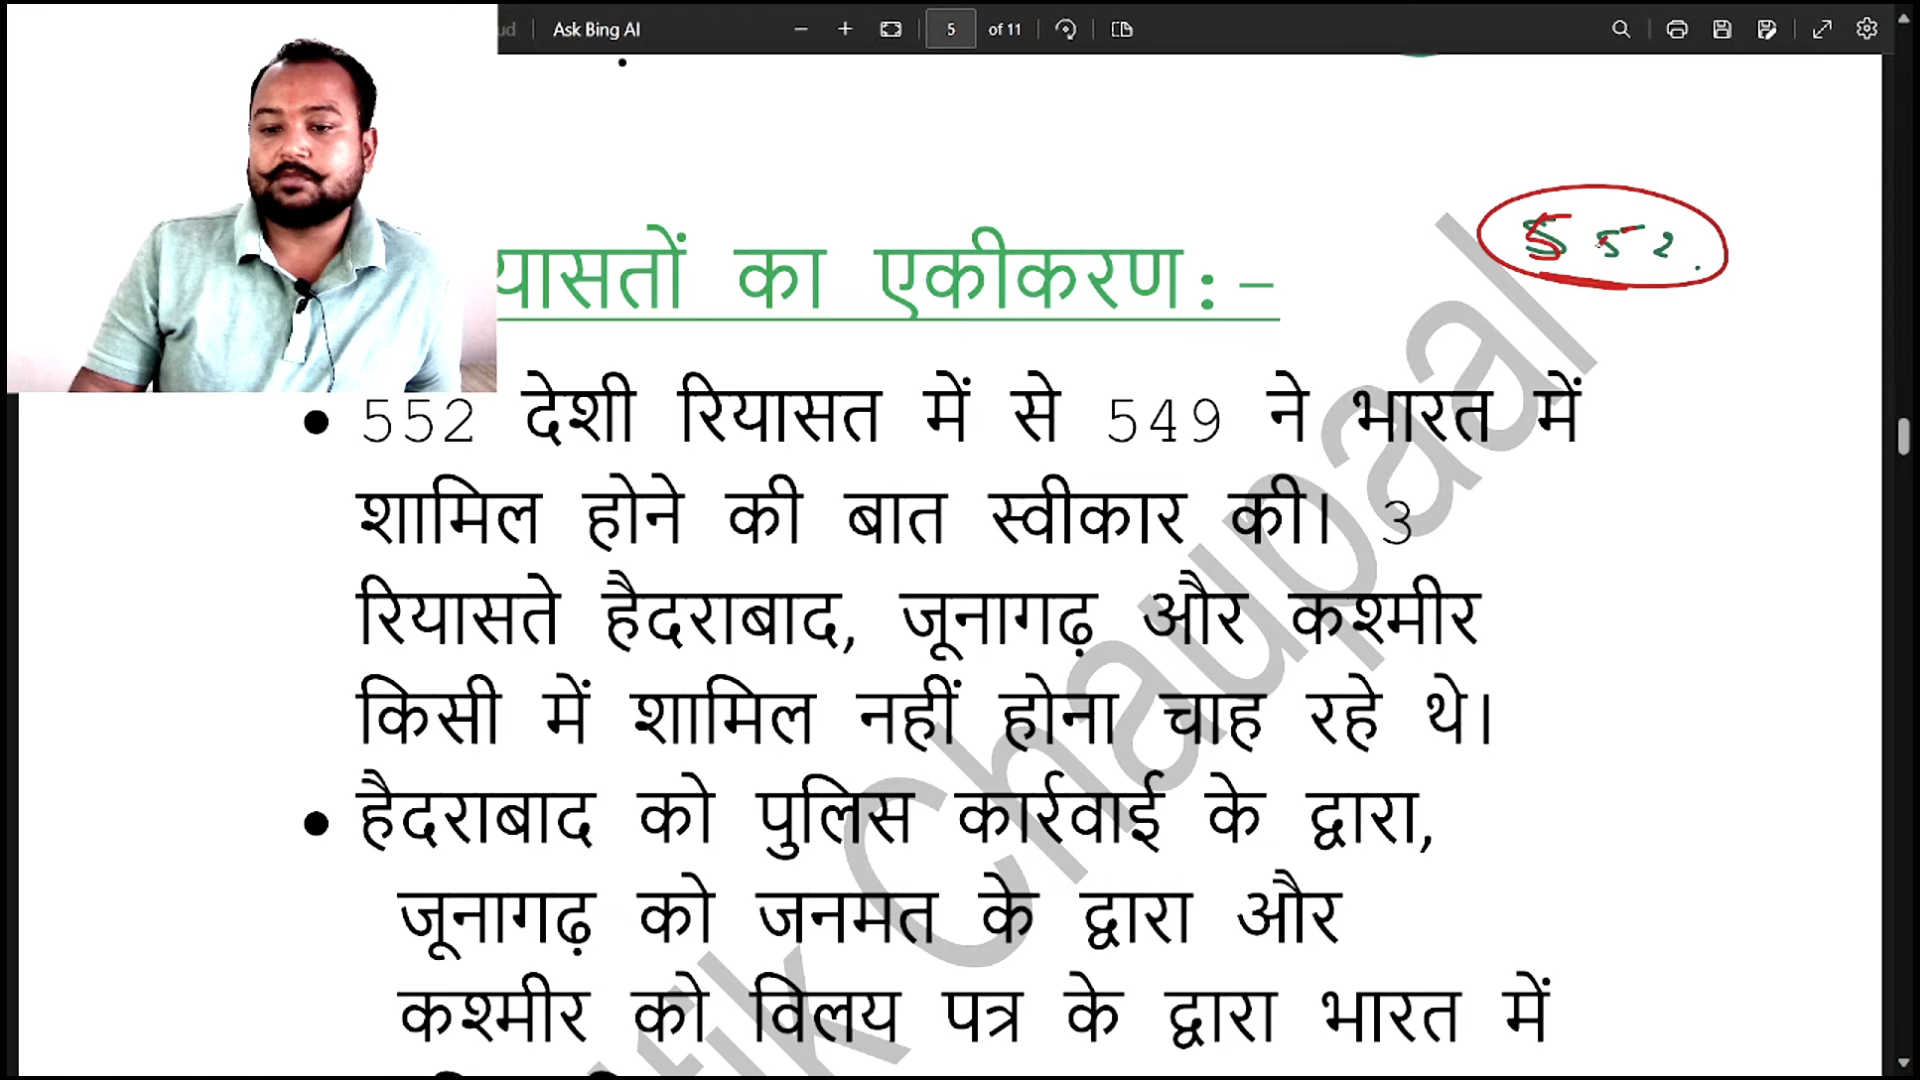 Ask Bing AI
5 of 11
552
यासतों का एकीकरण:-
• 552 देशी रियासत में से 549 ने भारत में
शामिल होने की बात स्वीकार की। 3
रियासते हैदराबाद, जूनागढ़ और कश्मीर
किसी में शामिल नहीं होना चाह रहे थे।
• हैदराबाद को पुलिस कार्रवाई के द्वारा,
जूनागढ़ को जनमत के द्वारा और
कश्मीर को विलय पत्र के द्वारा भारत में
Chaupaal